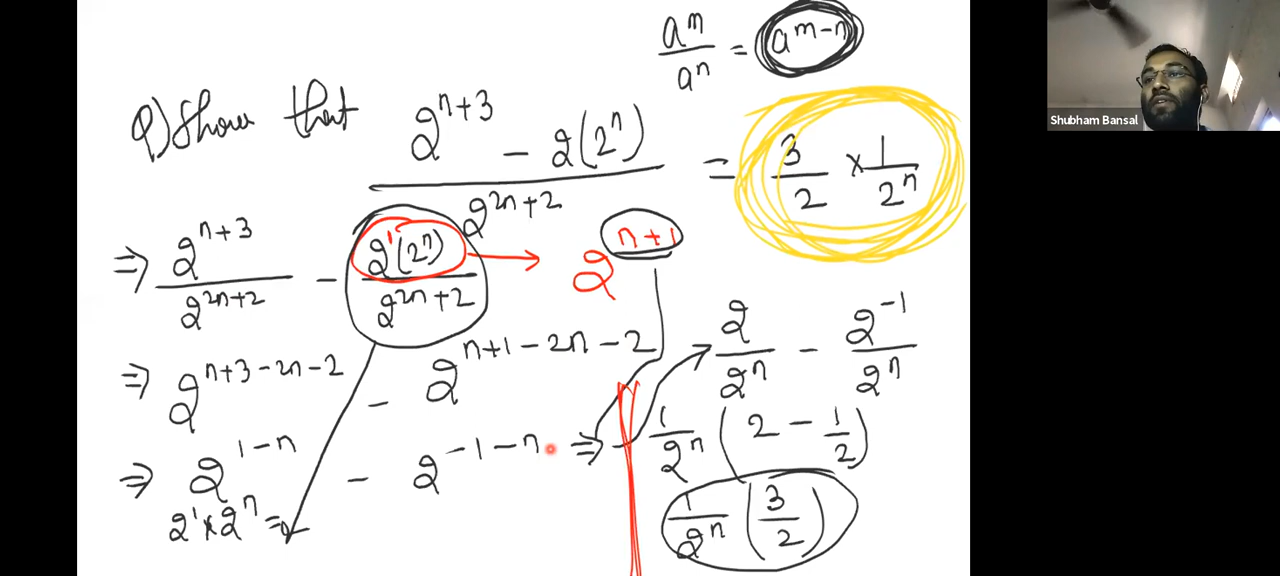 a^m / a^n = a^{m-n}
Q) Show that (2^{n+3} - 2(2^n)) / 2^{2n+2} = 3/2 × 1/2^n
Shubham Bansal
⇒ 2^{n+3} / 2^{2n+2} - 2^1(2^n) / 2^{2n+2} → 2^{n+1}
⇒ 2^{n+3-2n-2} - 2^{n+1-2n-2}
⇒ 2^{1-n} - 2^{-1-n} ⇒
2^1 × 2^n =
2 / 2^n - 2^{-1} / 2^n
1 / 2^n (2 - 1/2)
1 / 2^n (3/2)